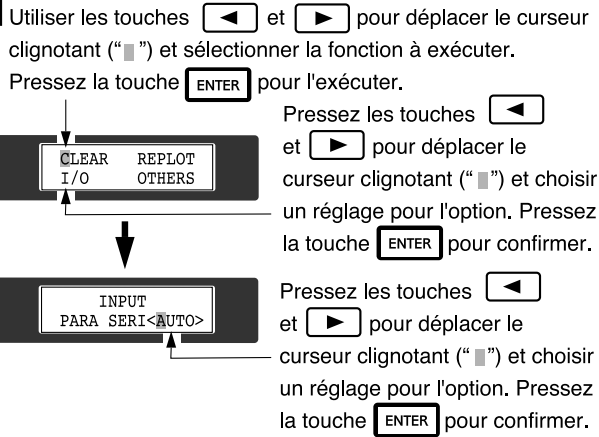 Utiliser les touches ◄ et ► pour déplacer le curseur
clignotant (“ ”) et sélectionner la fonction à exécuter.
Pressez la touche ENTER pour l'exécuter.
Pressez les touches ◄
et ► pour déplacer le
curseur clignotant (“ ”) et choisir
un réglage pour l'option. Pressez
la touche ENTER pour confirmer.
CLEAR REPLOT
I/O OTHERS
INPUT
PARA SERI<AUTO>
Pressez les touches ◄
et ► pour déplacer le
curseur clignotant (“ ”) et choisir
un réglage pour l'option. Pressez
la touche ENTER pour confirmer.